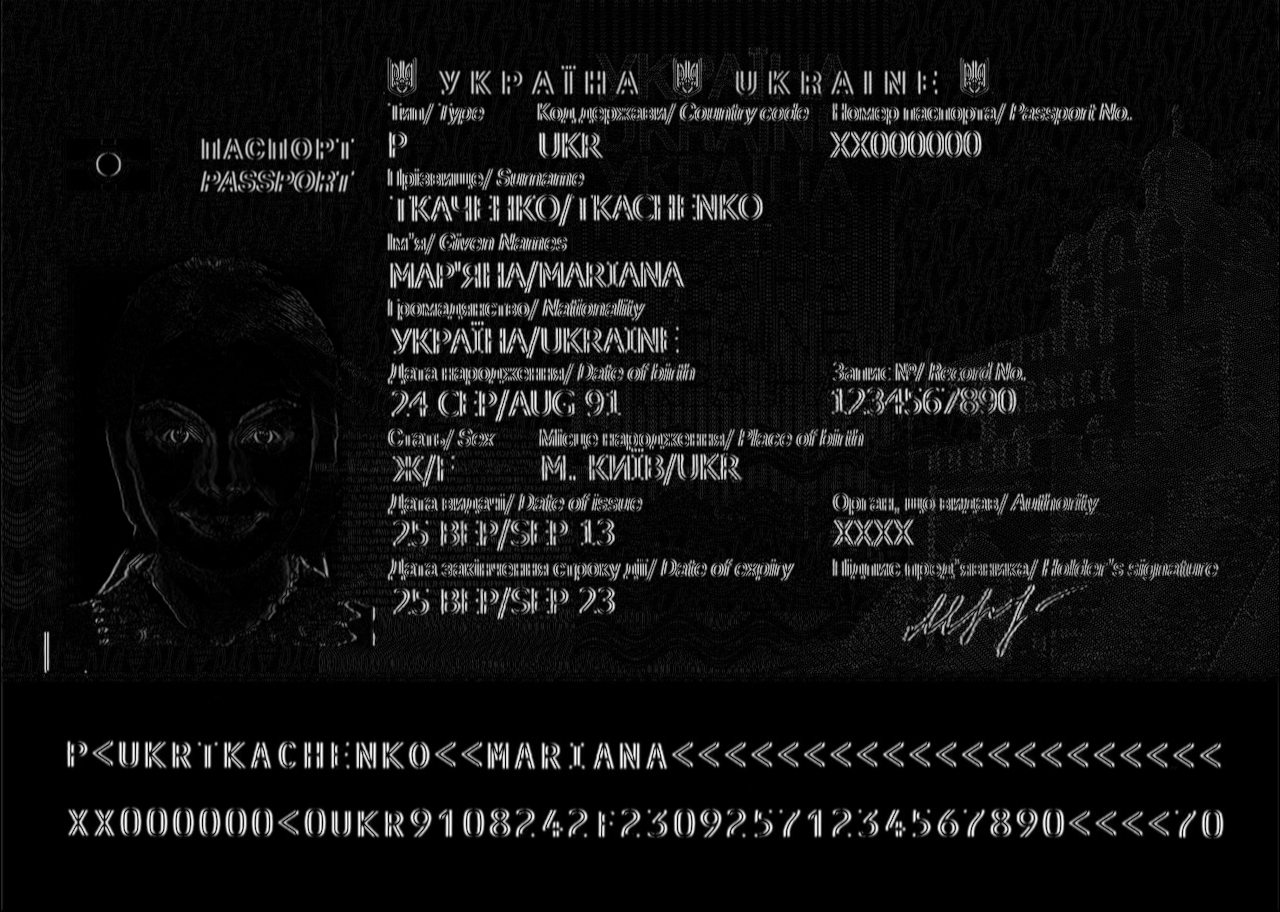 УКРАЇНА UKRAINE
Тип/ Type Код держави/ Country code Номер паспорта/ Passport No.
ПАСПОРТ P UKR XX000000
PASSPORT
Прізвище/ Surname
ТКАЧЕНКО/TKACHENKO
Ім'я/ Given Names
МАР'ЯНА/MARIANA
Громадянство/ Nationality
УКРАЇНА/UKRAINE
Дата народження/ Date of birth Запис №/ Record No.
24 СЕР/AUG 91 1234567890
Стать/ Sex Місце народження/ Place of birth
Ж/F М. КИЇВ/UKR
Дата видачі/ Date of issue Орган, що видав/ Authority
25 ВЕР/SEP 13 XXXX
Дата закінчення строку дії/ Date of expiry Підпис пред'явника/ Holder's signature
25 ВЕР/SEP 23
P<UKRTKACHENKO<<MARIANA<<<<<<<<<<<<<<<<<<<<<
XX000000<0UKR9108242F23092571234567890<<<<70